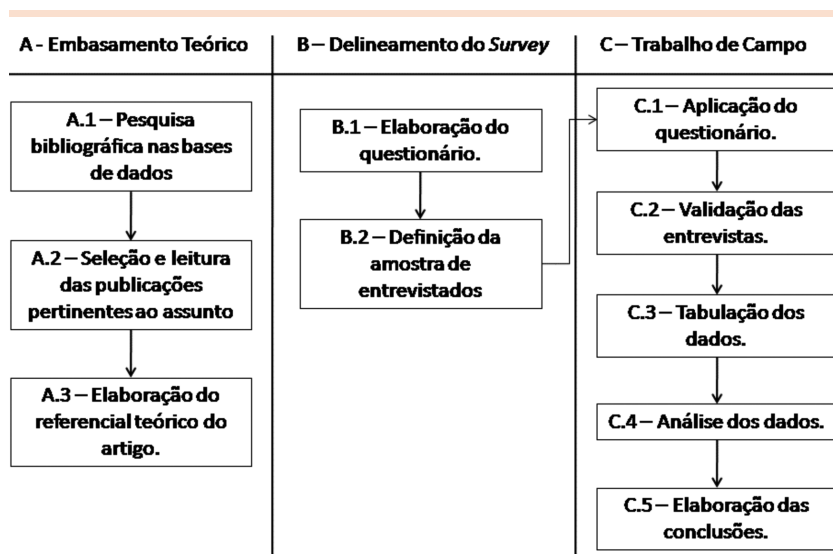 A - Embasamento Teórico
A.1 – Pesquisa
bibliográfica nas bases
de dados
A.2 – Seleção e leitura
das publicações
pertinentes ao assunto
A.3 – Elaboração do
referencial teórico do
artigo.
B – Delineamento do Survey
B.1 – Elaboração do
questionário.
B.2 – Definição da
amostra de
entrevistados
C – Trabalho de Campo
C.1 – Aplicação do
questionário.
C.2 – Validação das
entrevistas.
C.3 – Tabulação dos
dados.
C.4 – Análise dos dados.
C.5 – Elaboração das
conclusões.